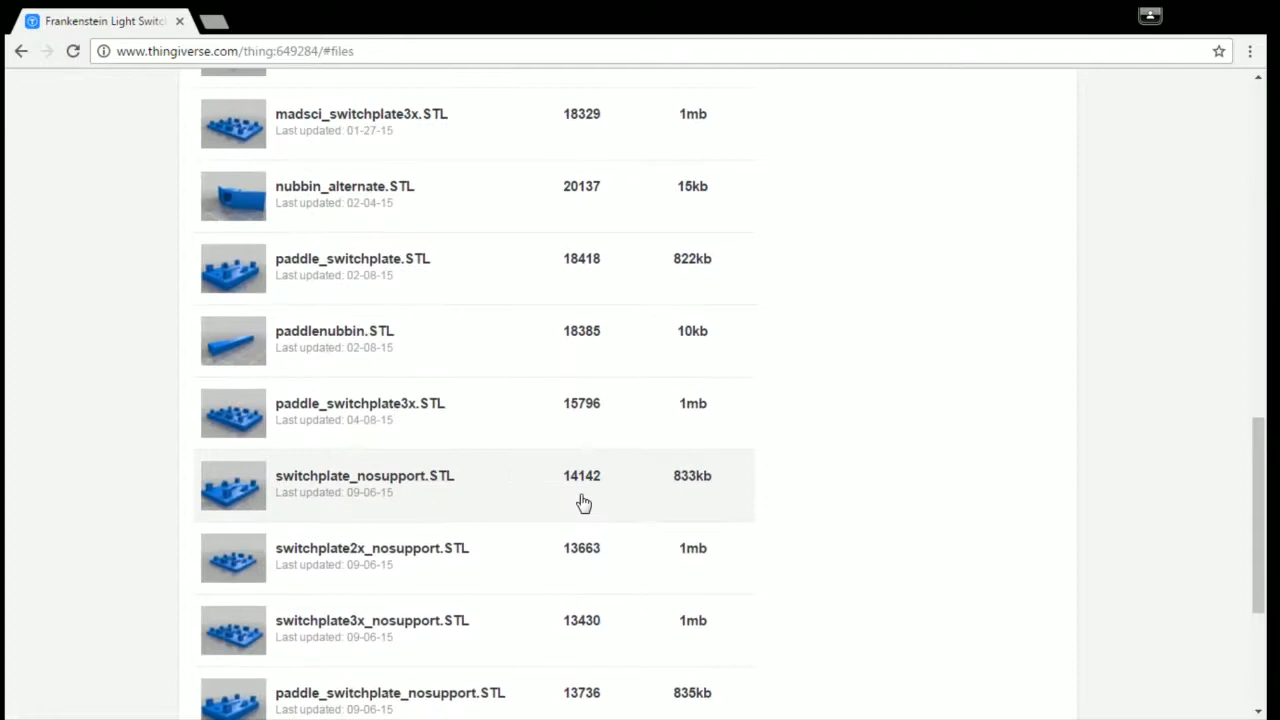 Frankenstein Light Switc
www.thingiverse.com/thing:649284/#files
madsci_switchplate3x.STL 18329 1mb
Last updated: 01-27-15
nubbin_alternate.STL 20137 15kb
Last updated: 02-04-15
paddle_switchplate.STL 18418 822kb
Last updated: 02-08-15
paddlenubbin.STL 18385 10kb
Last updated: 02-08-15
paddle_switchplate3x.STL 15796 1mb
Last updated: 04-08-15
switchplate_nosupport.STL 14142 833kb
Last updated: 09-06-15
switchplate2x_nosupport.STL 13663 1mb
Last updated: 09-06-15
switchplate3x_nosupport.STL 13430 1mb
Last updated: 09-06-15
paddle_switchplate_nosupport.STL 13736 835kb
Last updated: 09-06-15